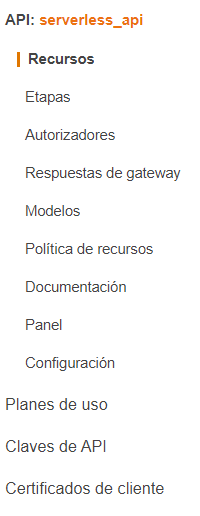 API: serverless_api
Recursos
Etapas
Autorizadores
Respuestas de gateway
Modelos
Política de recursos
Documentación
Panel
Configuración
Planes de uso
Claves de API
Certificados de cliente